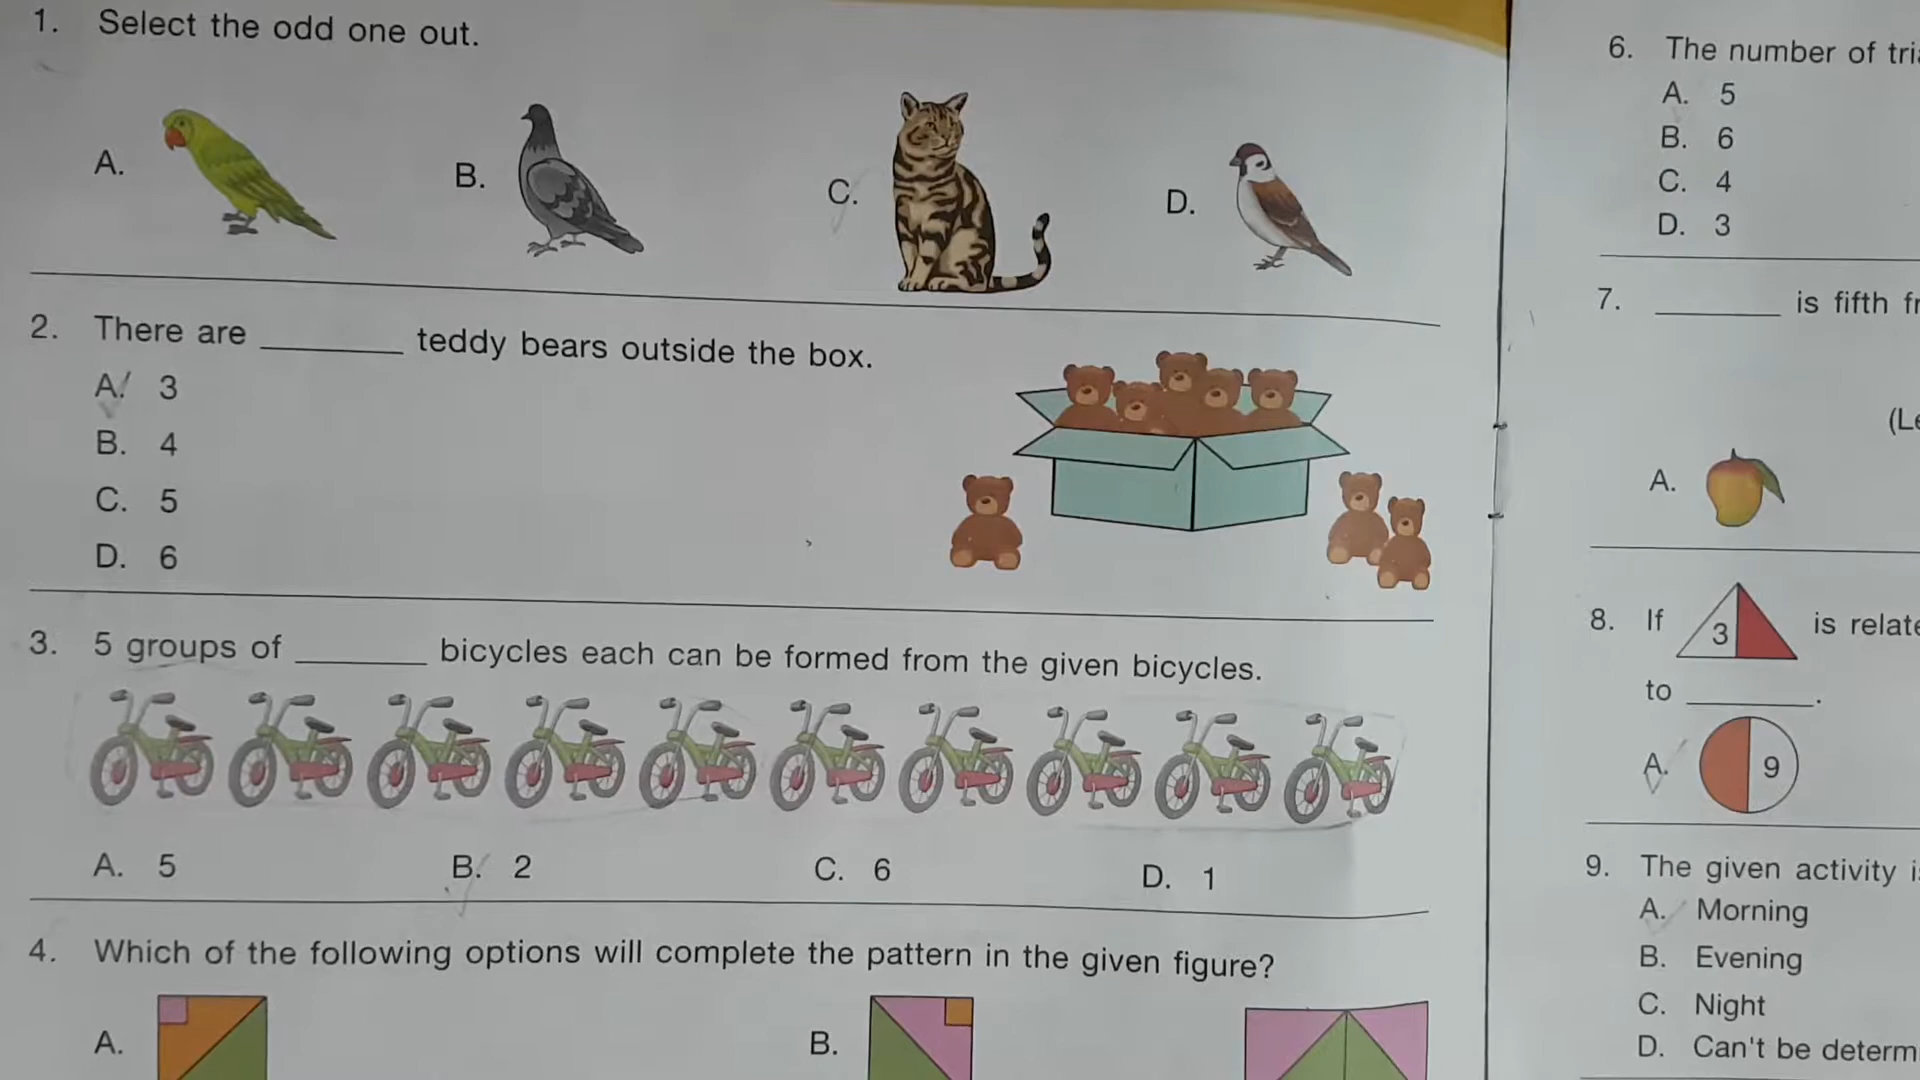 1. Select the odd one out.
A.
B.
C.
D.
2. There are ________ teddy bears outside the box.
A. 3
B. 4
C. 5
D. 6
3. 5 groups of ________ bicycles each can be formed from the given bicycles.
A. 5 B. 2 C. 6 D. 1
4. Which of the following options will complete the pattern in the given figure?
A.
B.
6. The number of
A. 5
B. 6
C. 4
D. 3
7. ________ is fifth
A.
8. If 3 is
to ________.
A. 9
9. The given activity
A. Morning
B. Evening
C. Night
D. Can't be